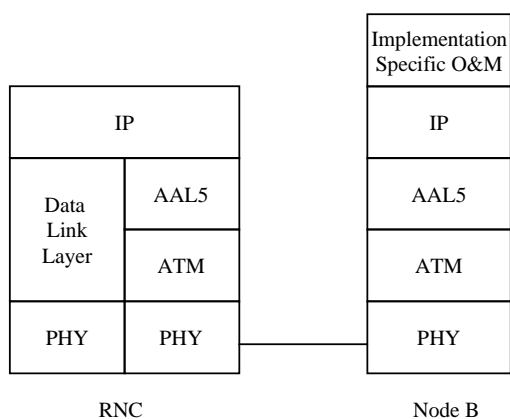 Implementation
Specific O&M
IP
IP
Data
Link
Layer
AAL5
AAL5
ATM
ATM
PHY
PHY
PHY
RNC
Node B